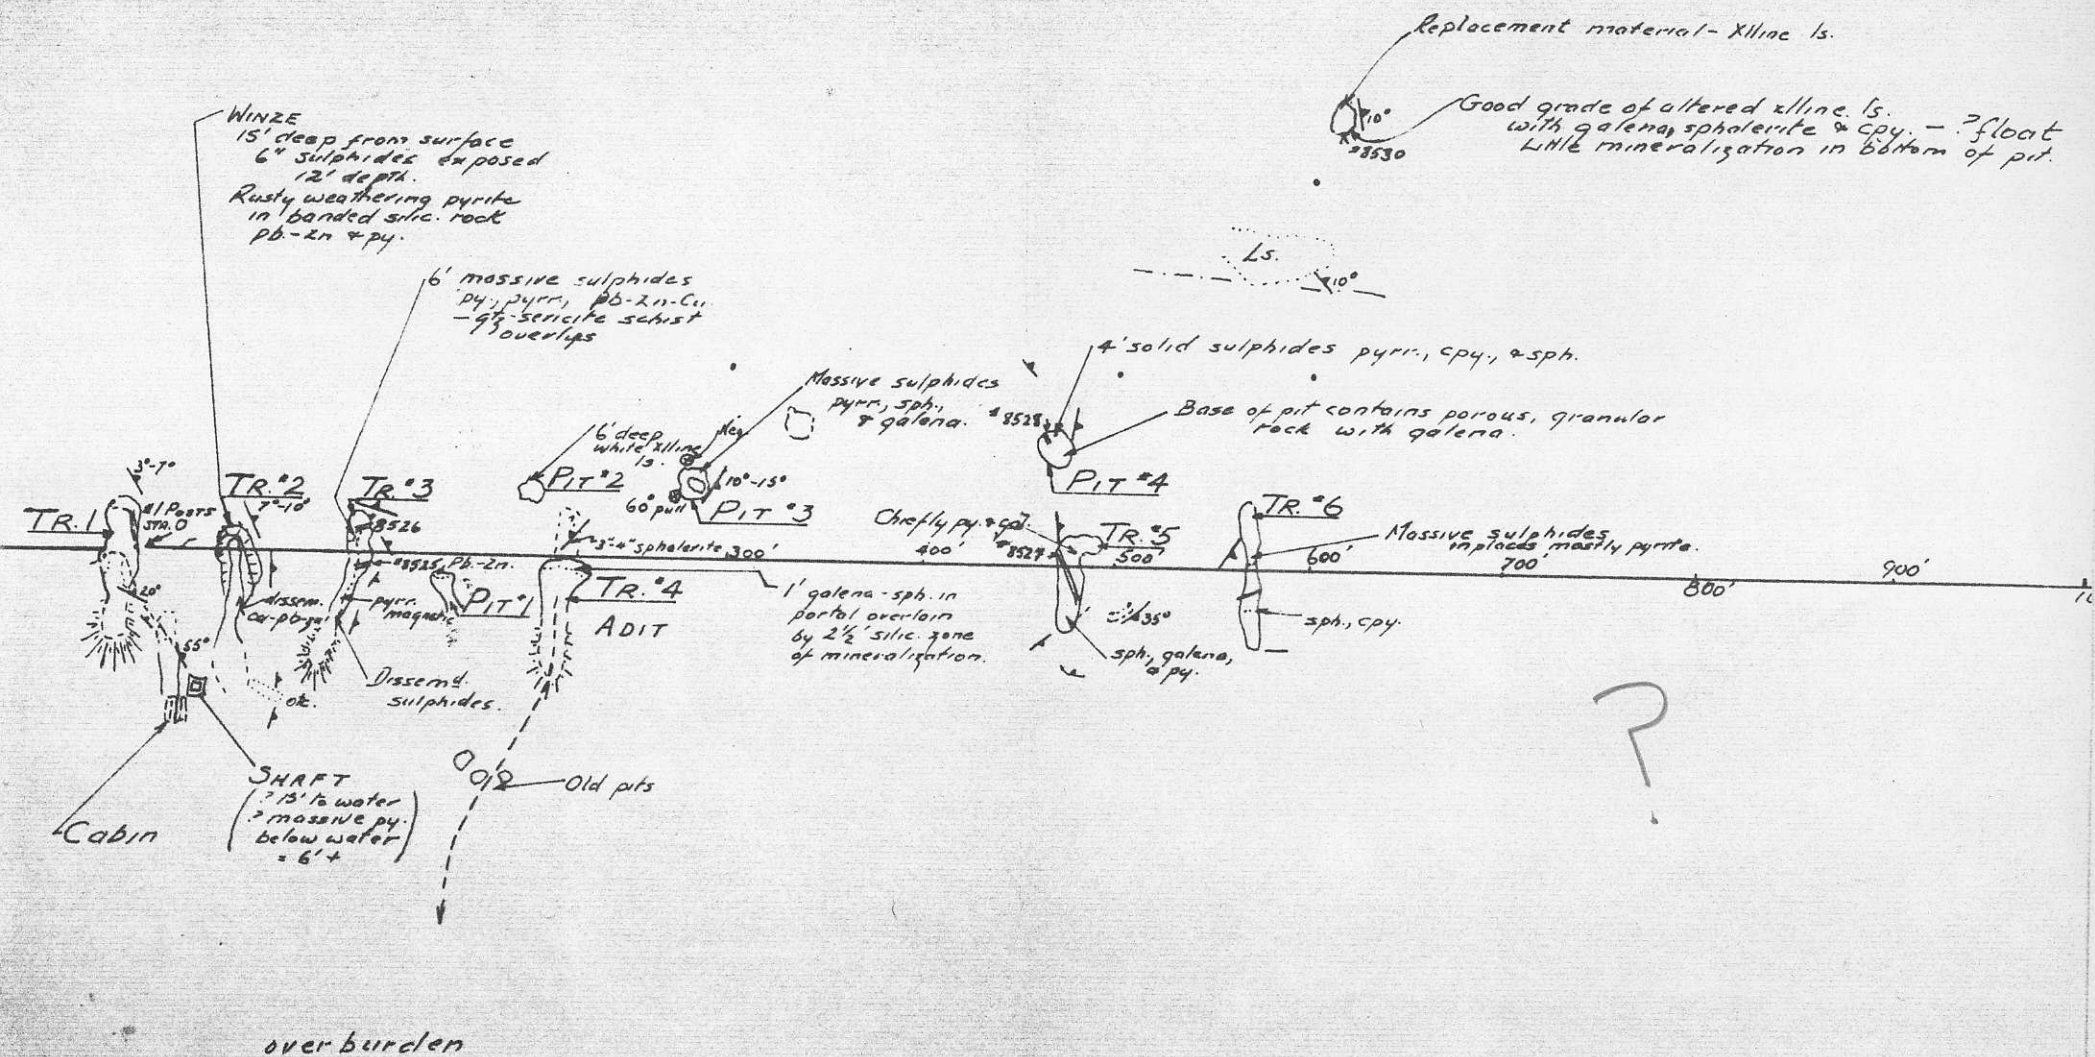 Replacement material - Xlline ls.
10°
#8530
Good grade of altered xlline. ls.
with galena, sphalerite & cpy. - ? float
Little mineralization in bottom of pit.
WINZE
15' deep from surface
6" sulphides exposed
12' depth.
Rusty weathering pyrite
in banded silic. rock
pb.-zn & py.
Ls.
10°
6' massive sulphides
py., pyrr., pb-zn-Cu
- qtz-sericite schist
overlies
4' solid sulphides pyrr., cpy., & sph.
Massive sulphides
pyrr., sph.,
& galena.
#8528
Base of pit contains porous, granular
rock with galena.
6' deep
white xlline
ls.
Neg
3°-7°
TR. #2
7°-10°
TR. #3
PIT #2
10°-15°
60° pull
PIT #3
PIT #4
TR. 1
#1 POSTS
STA. 0
8526
Chiefly py. & gal.
TR. #5
TR. #6
Massive sulphides
in places mostly pyrite.
3"-4" sphalerite
300'
400'
#8527
500'
600'
700'
800'
900'
#8525 Pb.-zn.
20°
dissem.
pyrr.
magnetic
PIT #1
TR. #4
ADIT
1' galena-sph. in
portal overlain
by 2½' silic. zone
of mineralization.
35°
sph., cpy.
55°
sph., galena,
& py.
Dissem'd.
sulphides.
otc.
SHAFT
(? 15' to water
? massive py.
below water
= 6'+)
Old pits
Cabin
?
overburden